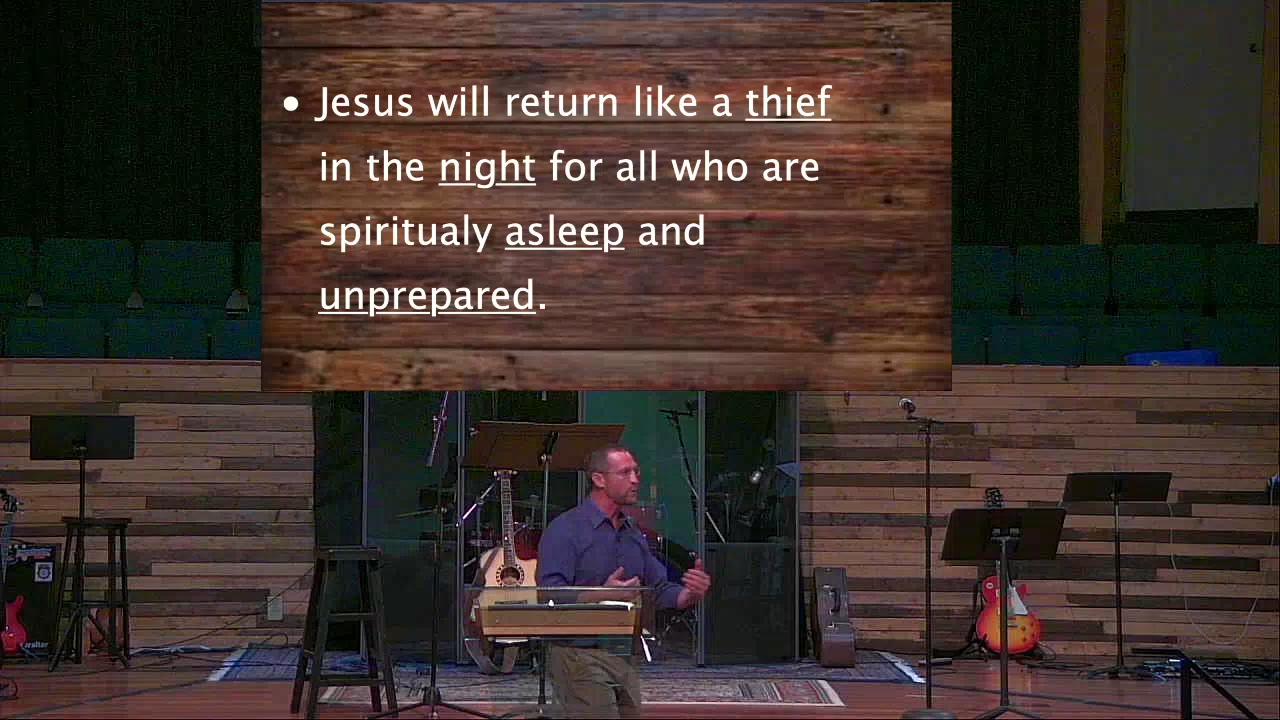 • Jesus will return like a thief
in the night for all who are
spiritualy asleep and
unprepared.